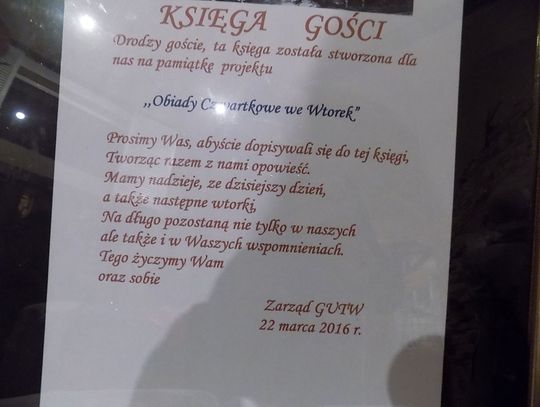 KSIĘGA GOŚCI
Drodzy goście, ta księga została stworzona dla
nas na pamiątkę projektu
,,Obiady Czwartkowe we Wtorek"
Prosimy Was, abyście dopisywali się do tej księgi,
Tworząc razem z nami opowieść.
Mamy nadzieje, ze dzisiejszy dzień,
a także następne wtorki,
Na długo pozostaną nie tylko w naszych
ale także i w Waszych wspomnieniach.
Tego życzymy Wam
oraz sobie
Zarząd GUTW
22 marca 2016 r.